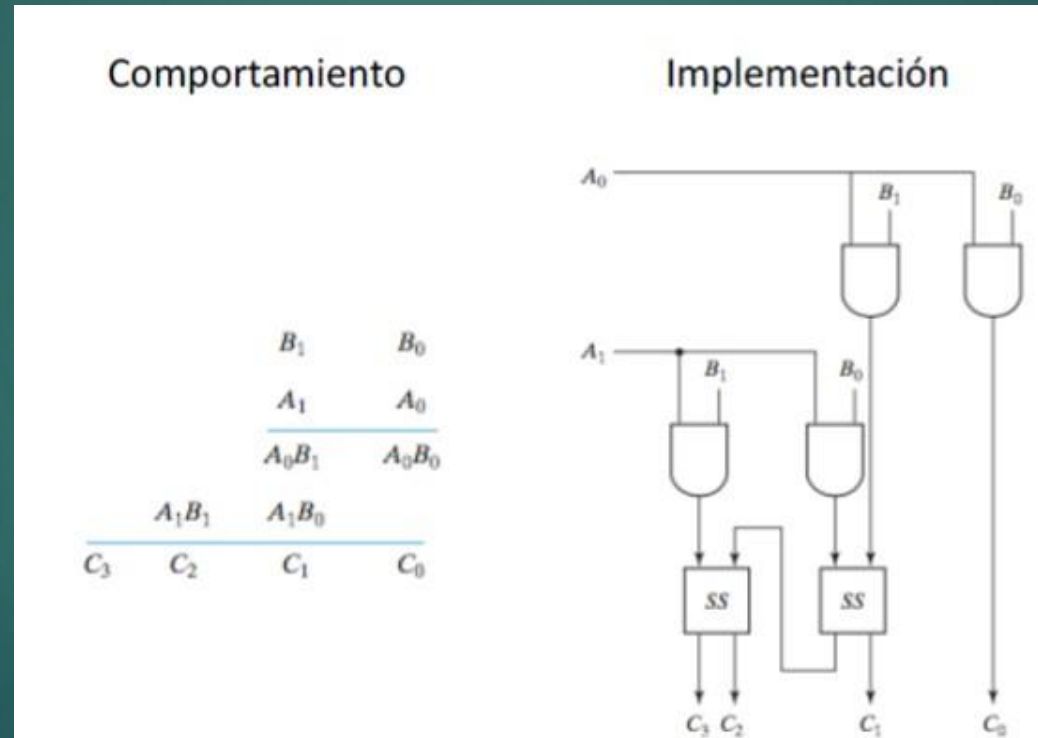 Comportamiento
B₁ B₀
A₁ A₀
A₀B₁ A₀B₀
A₁B₁ A₁B₀
C₃ C₂ C₁ C₀
Implementación
A₀
B₁ B₀
A₁
B₁ B₀
SS SS
C₃ C₂ C₁ C₀